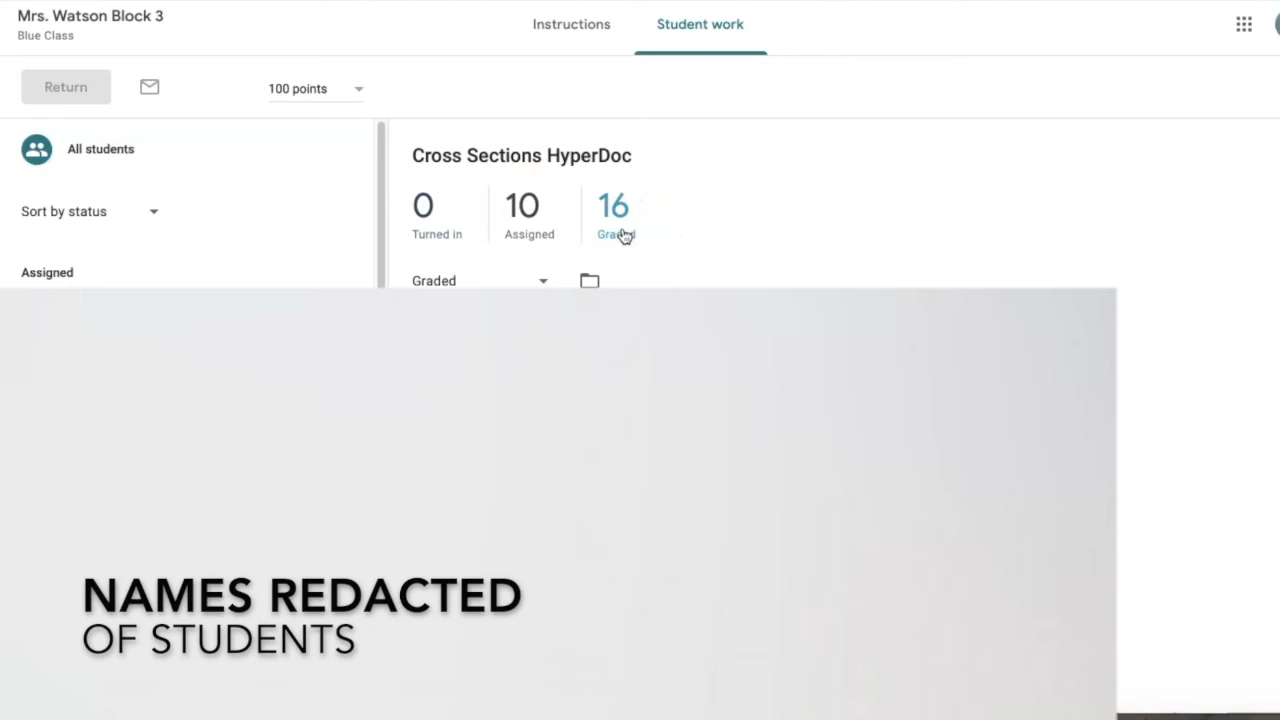 Mrs. Watson Block 3
Blue Class
Instructions
Student work
Return
100 points
All students
Sort by status
Cross Sections HyperDoc
0
10
16
Turned in
Assigned
Assigned
Graded
NAMES REDACTED
OF STUDENTS